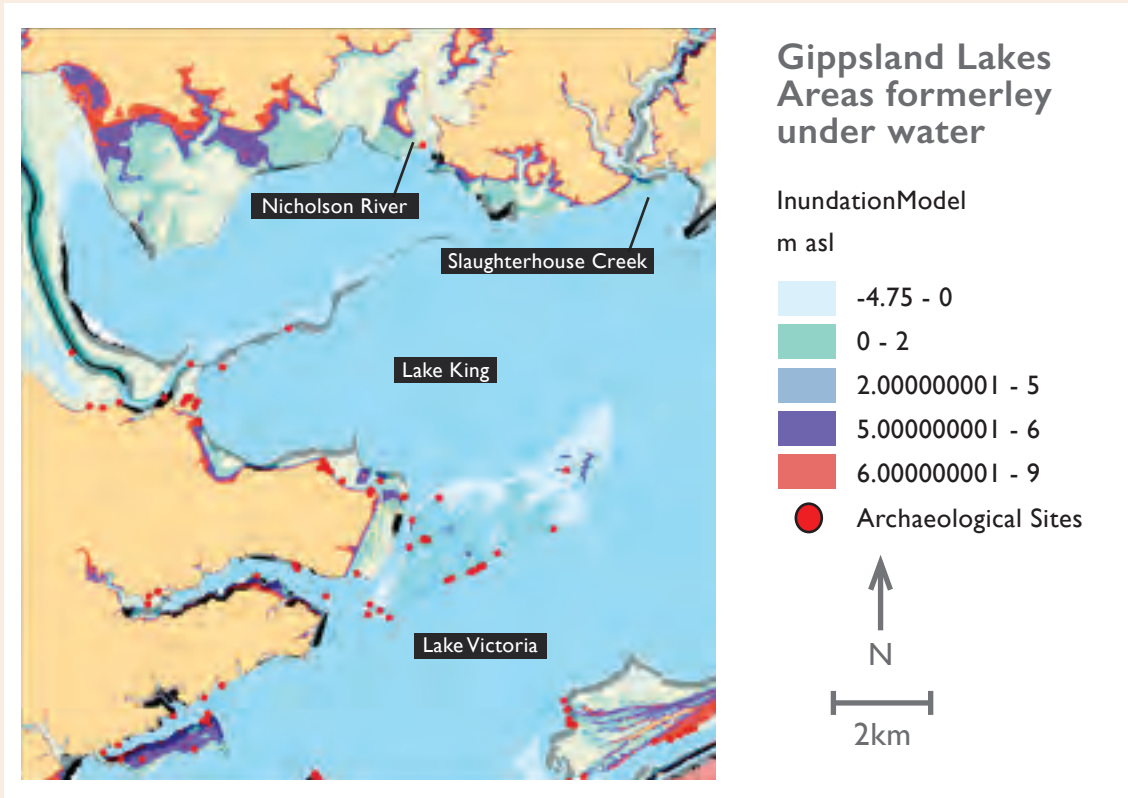 Gippsland Lakes
Areas formerley
under water
InundationModel
m asl
-4.75 - 0
0 - 2
2.000000001 - 5
5.000000001 - 6
6.000000001 - 9
Archaeological Sites
N
2km
Nicholson River
Slaughterhouse Creek
Lake King
Lake Victoria